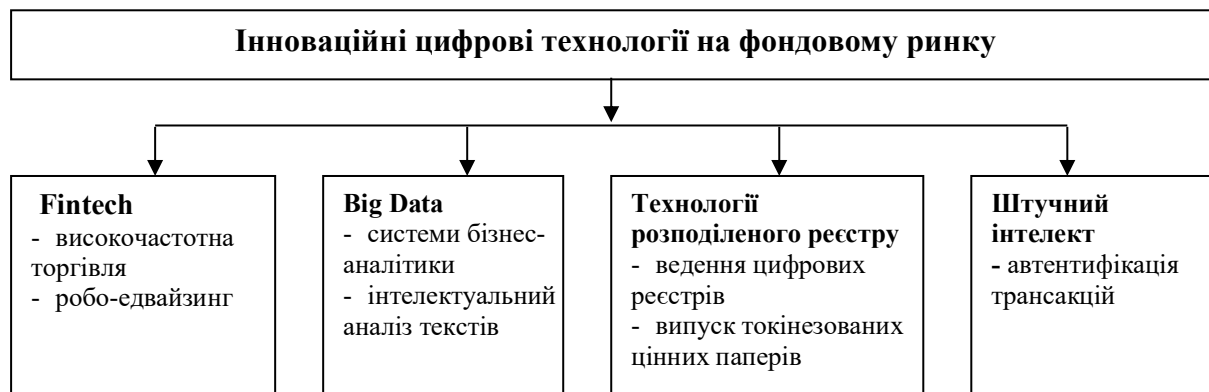 Інноваційні цифрові технології на фондовому ринку
Fintech
- високочастотна
торгівля
- робо-едвайзинг
Big Data
- системи бізнес-
аналітики
- інтелектуальний
аналіз текстів
Технології
розподіленого реєстру
- ведення цифрових
реєстрів
- випуск токінезованих
цінних паперів
Штучний
інтелект
- автентифікація
трансакцій